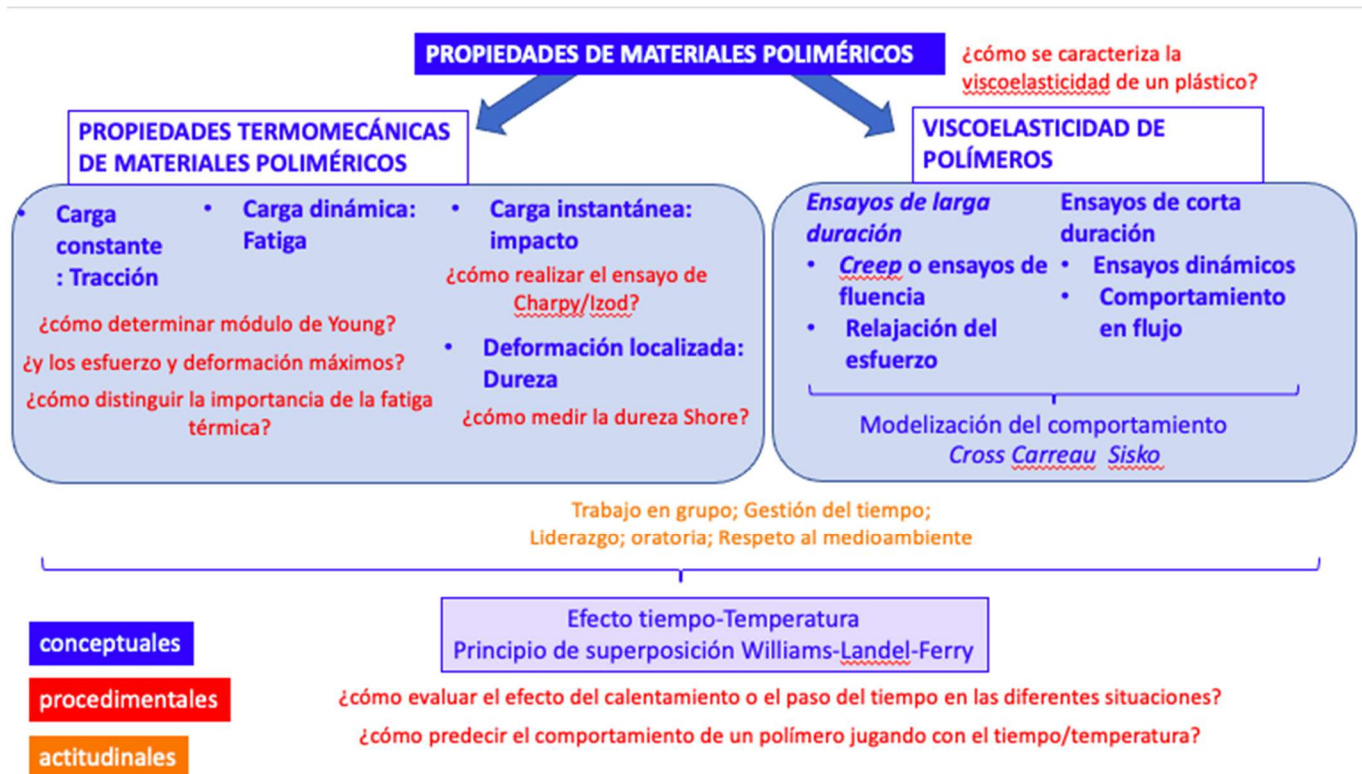 PROPIEDADES DE MATERIALES POLIMÉRICOS
¿cómo se caracteriza la
viscoelasticidad de un plástico?
PROPIEDADES TERMOMECÁNICAS
DE MATERIALES POLIMÉRICOS
• Carga
constante
: Tracción
• Carga dinámica:
Fatiga
• Carga instantánea:
impacto
¿cómo realizar el ensayo de
Charpy/Izod?
¿cómo determinar módulo de Young?
¿y los esfuerzo y deformación máximos?
¿cómo distinguir la importancia de la fatiga
térmica?
• Deformación localizada:
Dureza
¿cómo medir la dureza Shore?
VISCOELASTICIDAD DE
POLÍMEROS
Ensayos de larga
duración
• Creep o ensayos de
fluencia
• Relajación del
esfuerzo
Ensayos de corta
duración
• Ensayos dinámicos
• Comportamiento
en flujo
Modelización del comportamiento
Cross Carreau Sisko
Trabajo en grupo; Gestión del tiempo;
Liderazgo; oratoria; Respeto al medioambiente
Efecto tiempo-Temperatura
Principio de superposición Williams-Landel-Ferry
¿cómo evaluar el efecto del calentamiento o el paso del tiempo en las diferentes situaciones?
¿cómo predecir el comportamiento de un polímero jugando con el tiempo/temperatura?
conceptuales
procedimentales
actitudinales